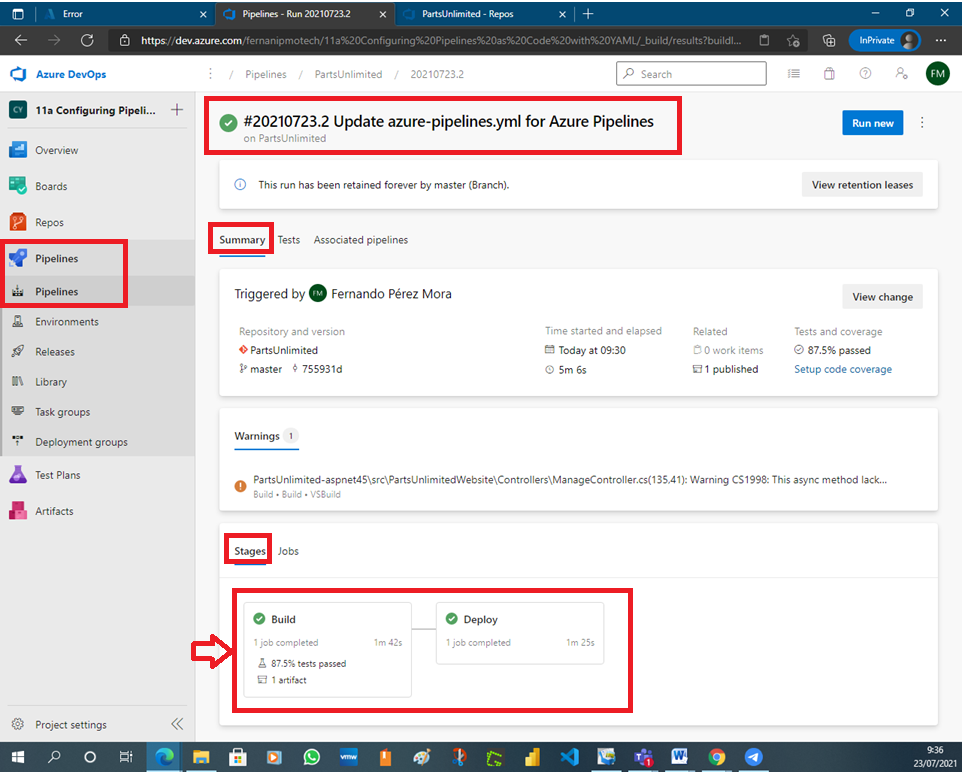 Error
Pipelines - Run 20210723.2
PartsUnlimited - Repos
https://dev.azure.com/fernanipmotech/11a%20Configuring%20Pipelines%20as%20Code%20with%20YAML/_build/results?buildI...
InPrivate
Azure DevOps
/ Pipelines / PartsUnlimited / 20210723.2
Search
FM
CY 11a Configuring Pipeli...
Overview
Boards
Repos
Pipelines
Pipelines
Environments
Releases
Library
Task groups
Deployment groups
Test Plans
Artifacts
Project settings
#20210723.2 Update azure-pipelines.yml for Azure Pipelines
on PartsUnlimited
Run new
This run has been retained forever by master (Branch).
View retention leases
Summary Tests Associated pipelines
Triggered by FM Fernando Pérez Mora
View change
Repository and version
PartsUnlimited
master 755931d
Time started and elapsed
Today at 09:30
5m 6s
Related
0 work items
1 published
Tests and coverage
87.5% passed
Setup code coverage
Warnings 1
PartsUnlimited-aspnet45\src\PartsUnlimitedWebsite\Controllers\ManageController.cs(135.41): Warning CS1998: This async method lack...
Build • Build • VSBuild
Stages Jobs
Build
1 job completed 1m 42s
87.5% tests passed
1 artifact
Deploy
1 job completed 1m 25s
vmw
9:36
23/07/2021